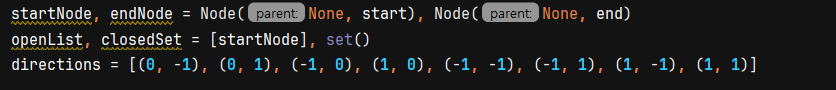 startNode, endNode = Node( parent: None, start), Node( parent: None, end)
openList, closedSet = [startNode], set()
directions = [(0, -1), (0, 1), (-1, 0), (1, 0), (-1, -1), (-1, 1), (1, -1), (1, 1)]